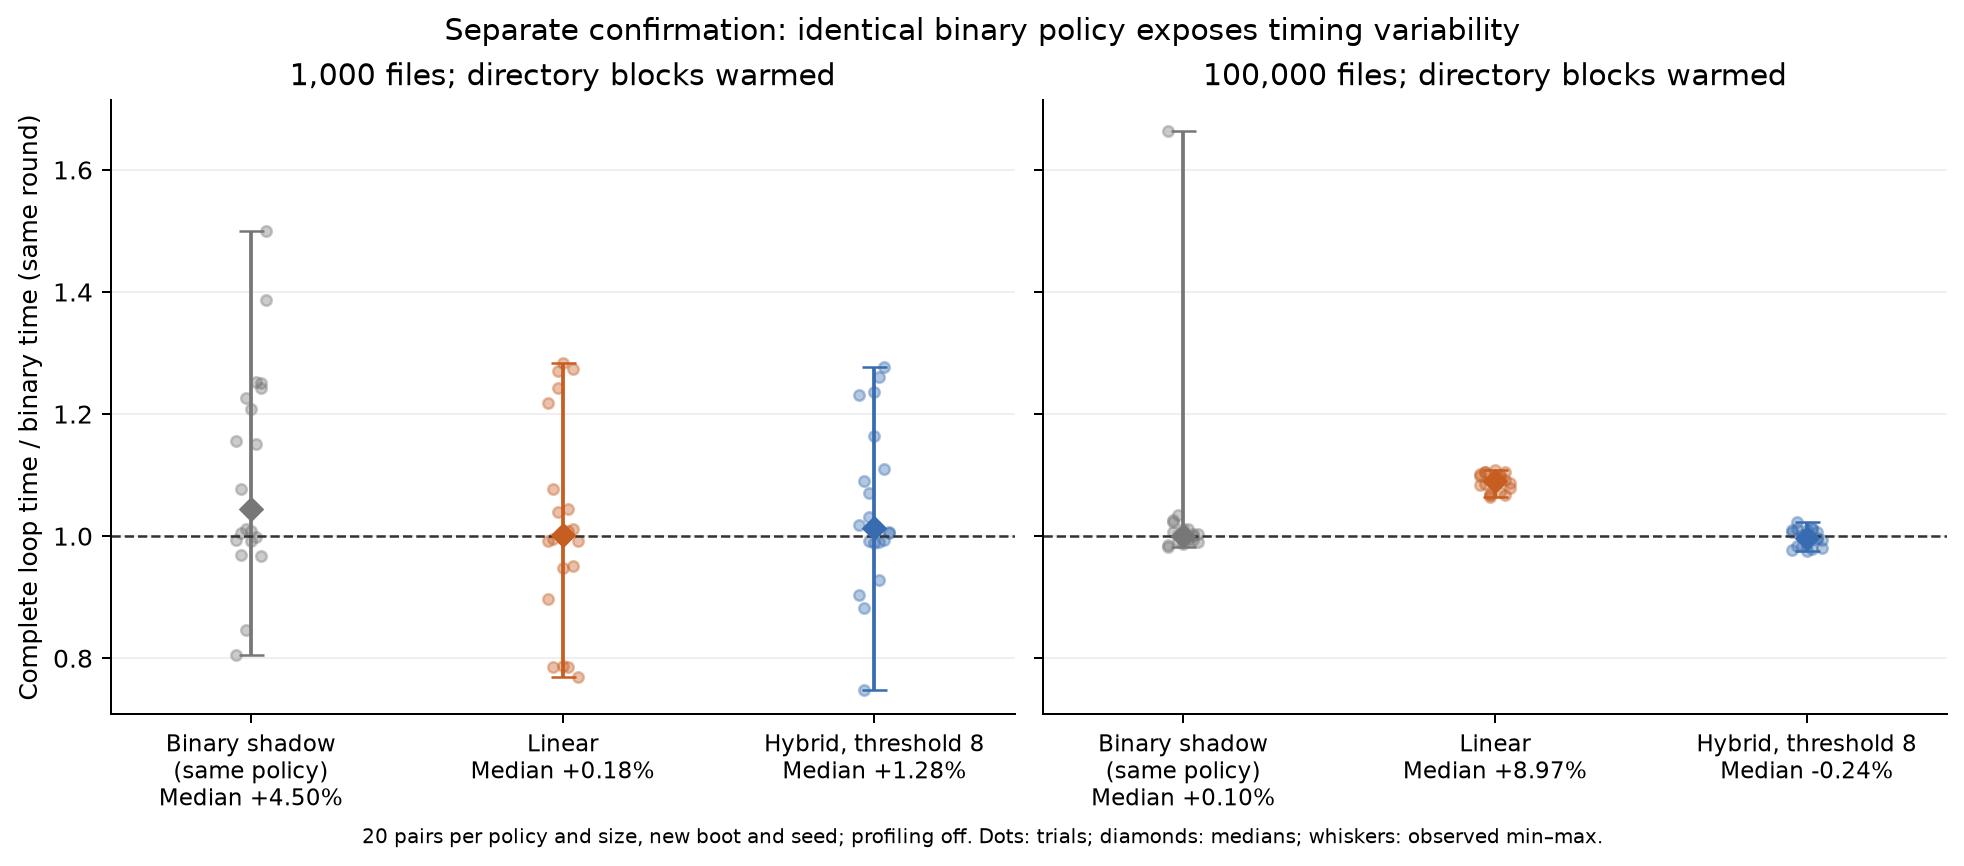 Separate confirmation: identical binary policy exposes timing variability
1,000 files; directory blocks warmed
100,000 files; directory blocks warmed
Complete loop time / binary time (same round)
1.6
1.4
1.2
1.0
0.8
Binary shadow
(same policy)
Median +4.50%
Linear
Median +0.18%
Hybrid, threshold 8
Median +1.28%
Binary shadow
(same policy)
Median +0.10%
Linear
Median +8.97%
Hybrid, threshold 8
Median -0.24%
20 pairs per policy and size, new boot and seed; profiling off. Dots: trials; diamonds: medians; whiskers: observed min–max.